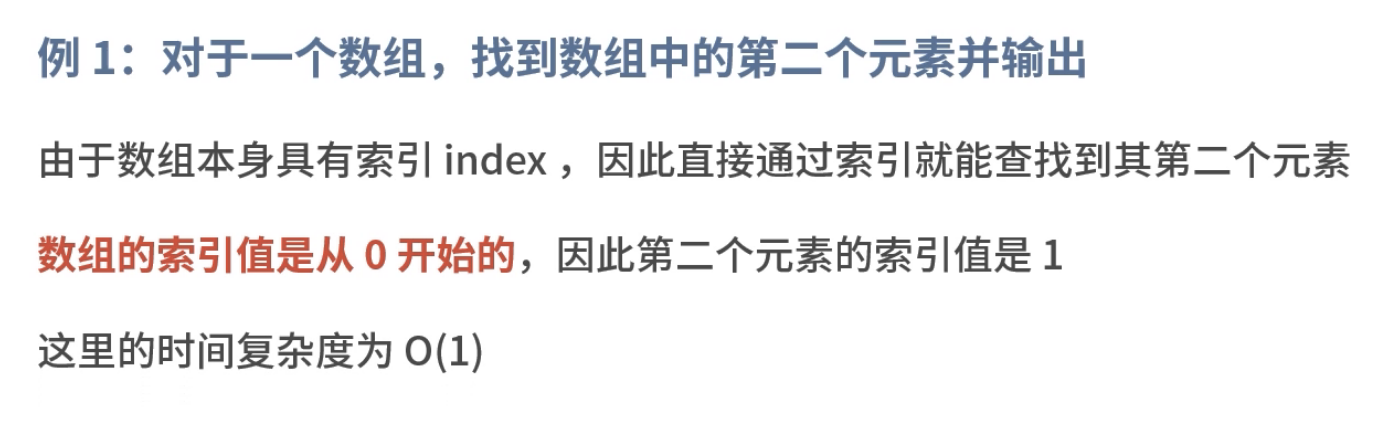 例 1：对于一个数组，找到数组中的第二个元素并输出
由于数组本身具有索引 index ，因此直接通过索引就能查找到其第二个元素
数组的索引值是从 0 开始的，因此第二个元素的索引值是 1
这里的时间复杂度为 O(1)